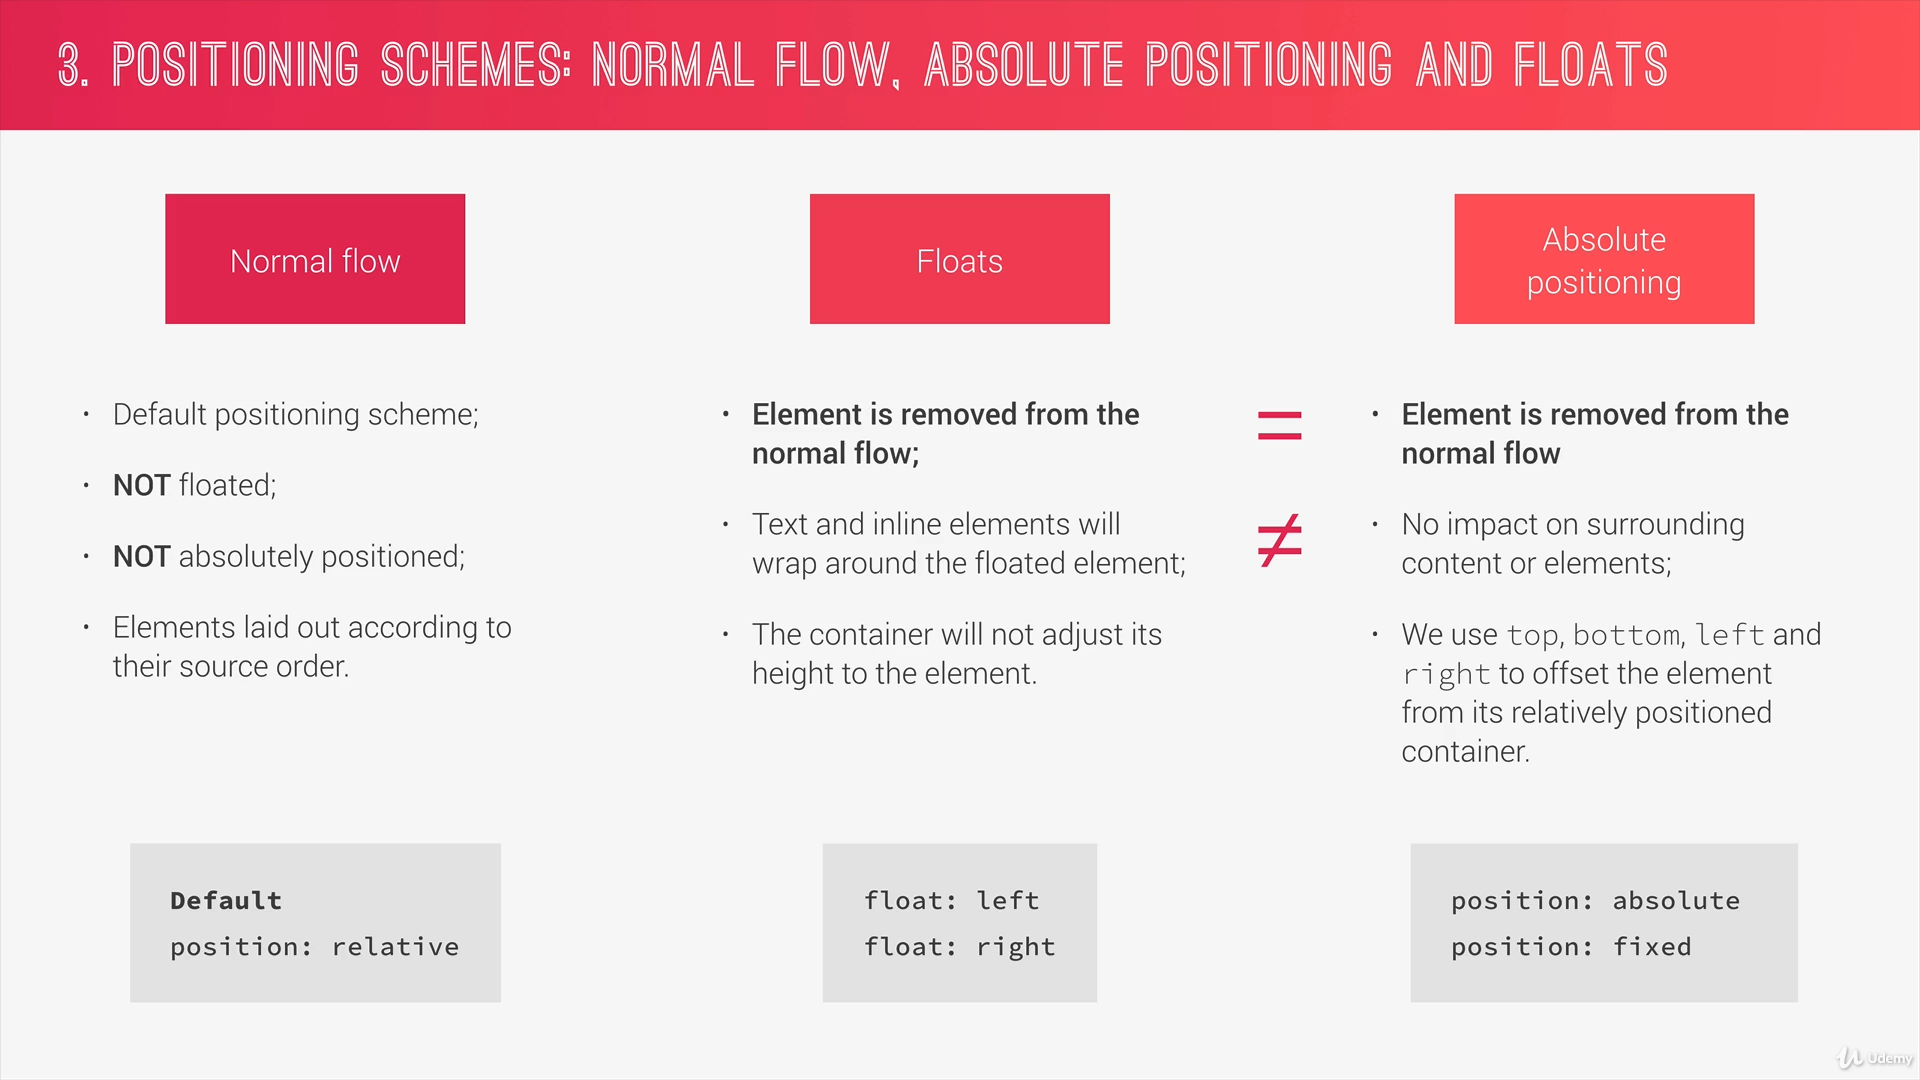 3. POSITIONING SCHEMES: NORMAL FLOW, ABSOLUTE POSITIONING AND FLOATS
Normal flow
• Default positioning scheme;
• NOT floated;
• NOT absolutely positioned;
• Elements laid out according to
their source order.
Default
position: relative
Floats
• Element is removed from the
normal flow;
• Text and inline elements will
wrap around the floated element;
• The container will not adjust its
height to the element.
float: left
float: right
=
≠
Absolute
positioning
• Element is removed from the
normal flow
• No impact on surrounding
content or elements;
• We use top, bottom, left and
right to offset the element
from its relatively positioned
container.
position: absolute
position: fixed
Udemy